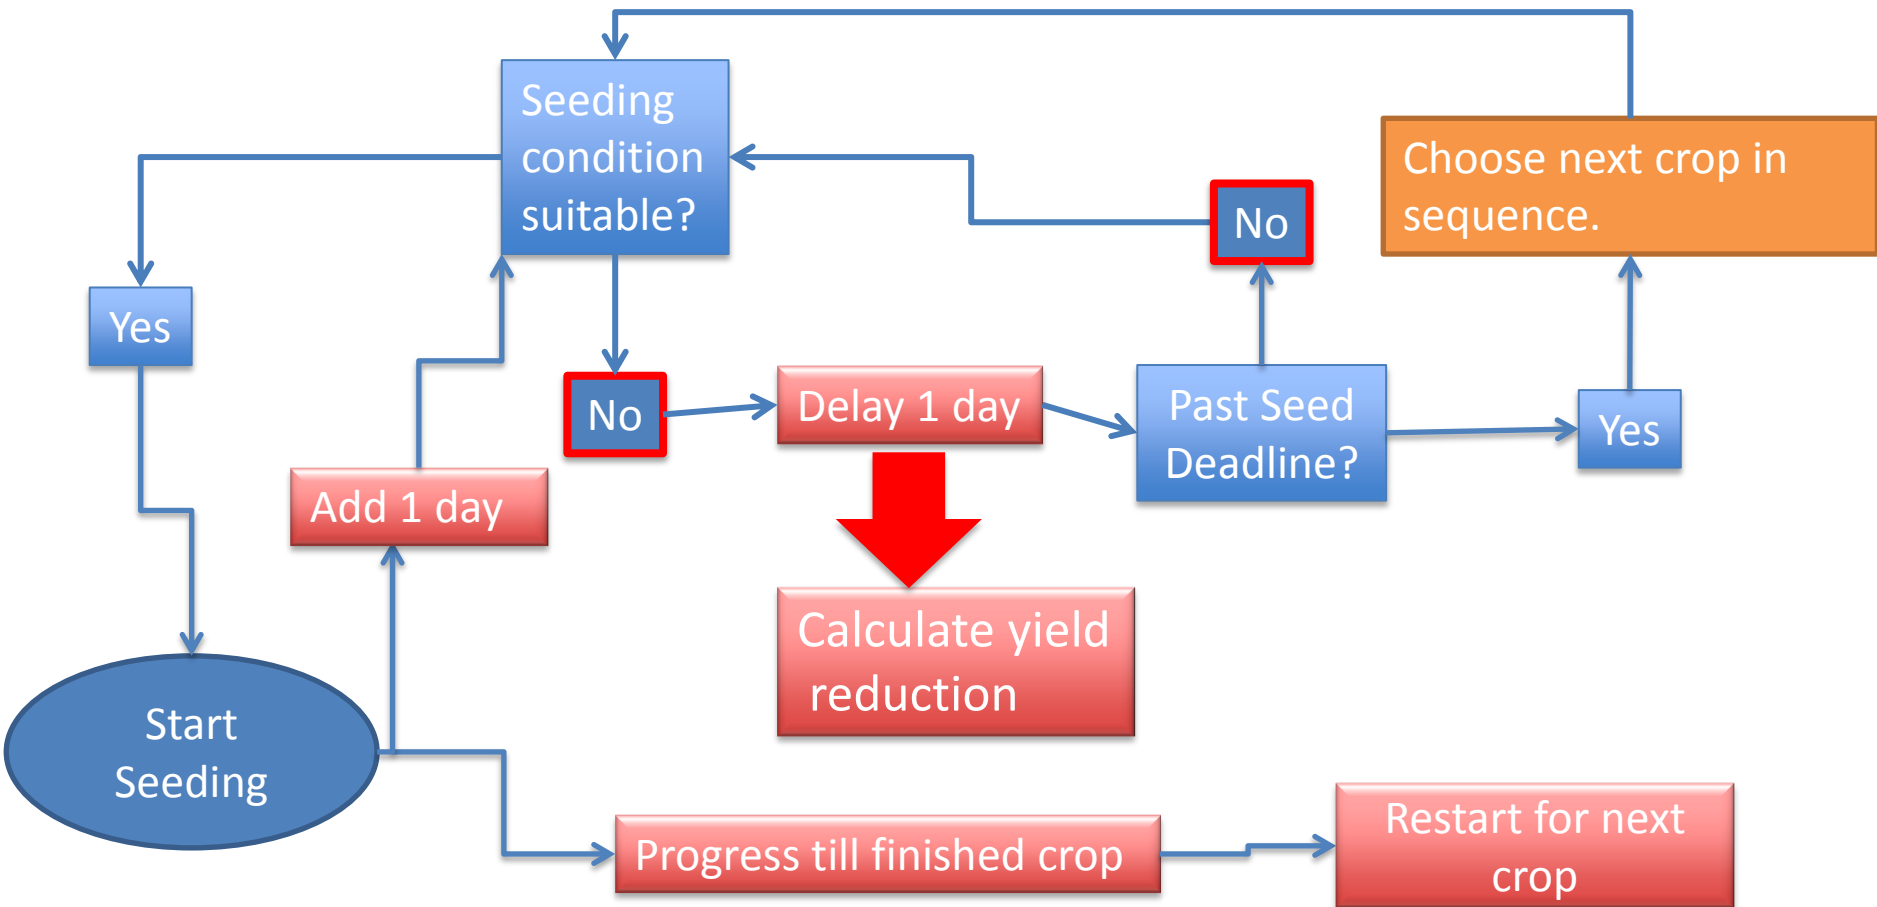 Seeding
condition
suitable?
Choose next crop in
sequence.
No
Yes
No
Delay 1 day
Past Seed
Deadline?
Yes
Add 1 day
Calculate yield
reduction
Start
Seeding
Progress till finished crop
Restart for next
crop